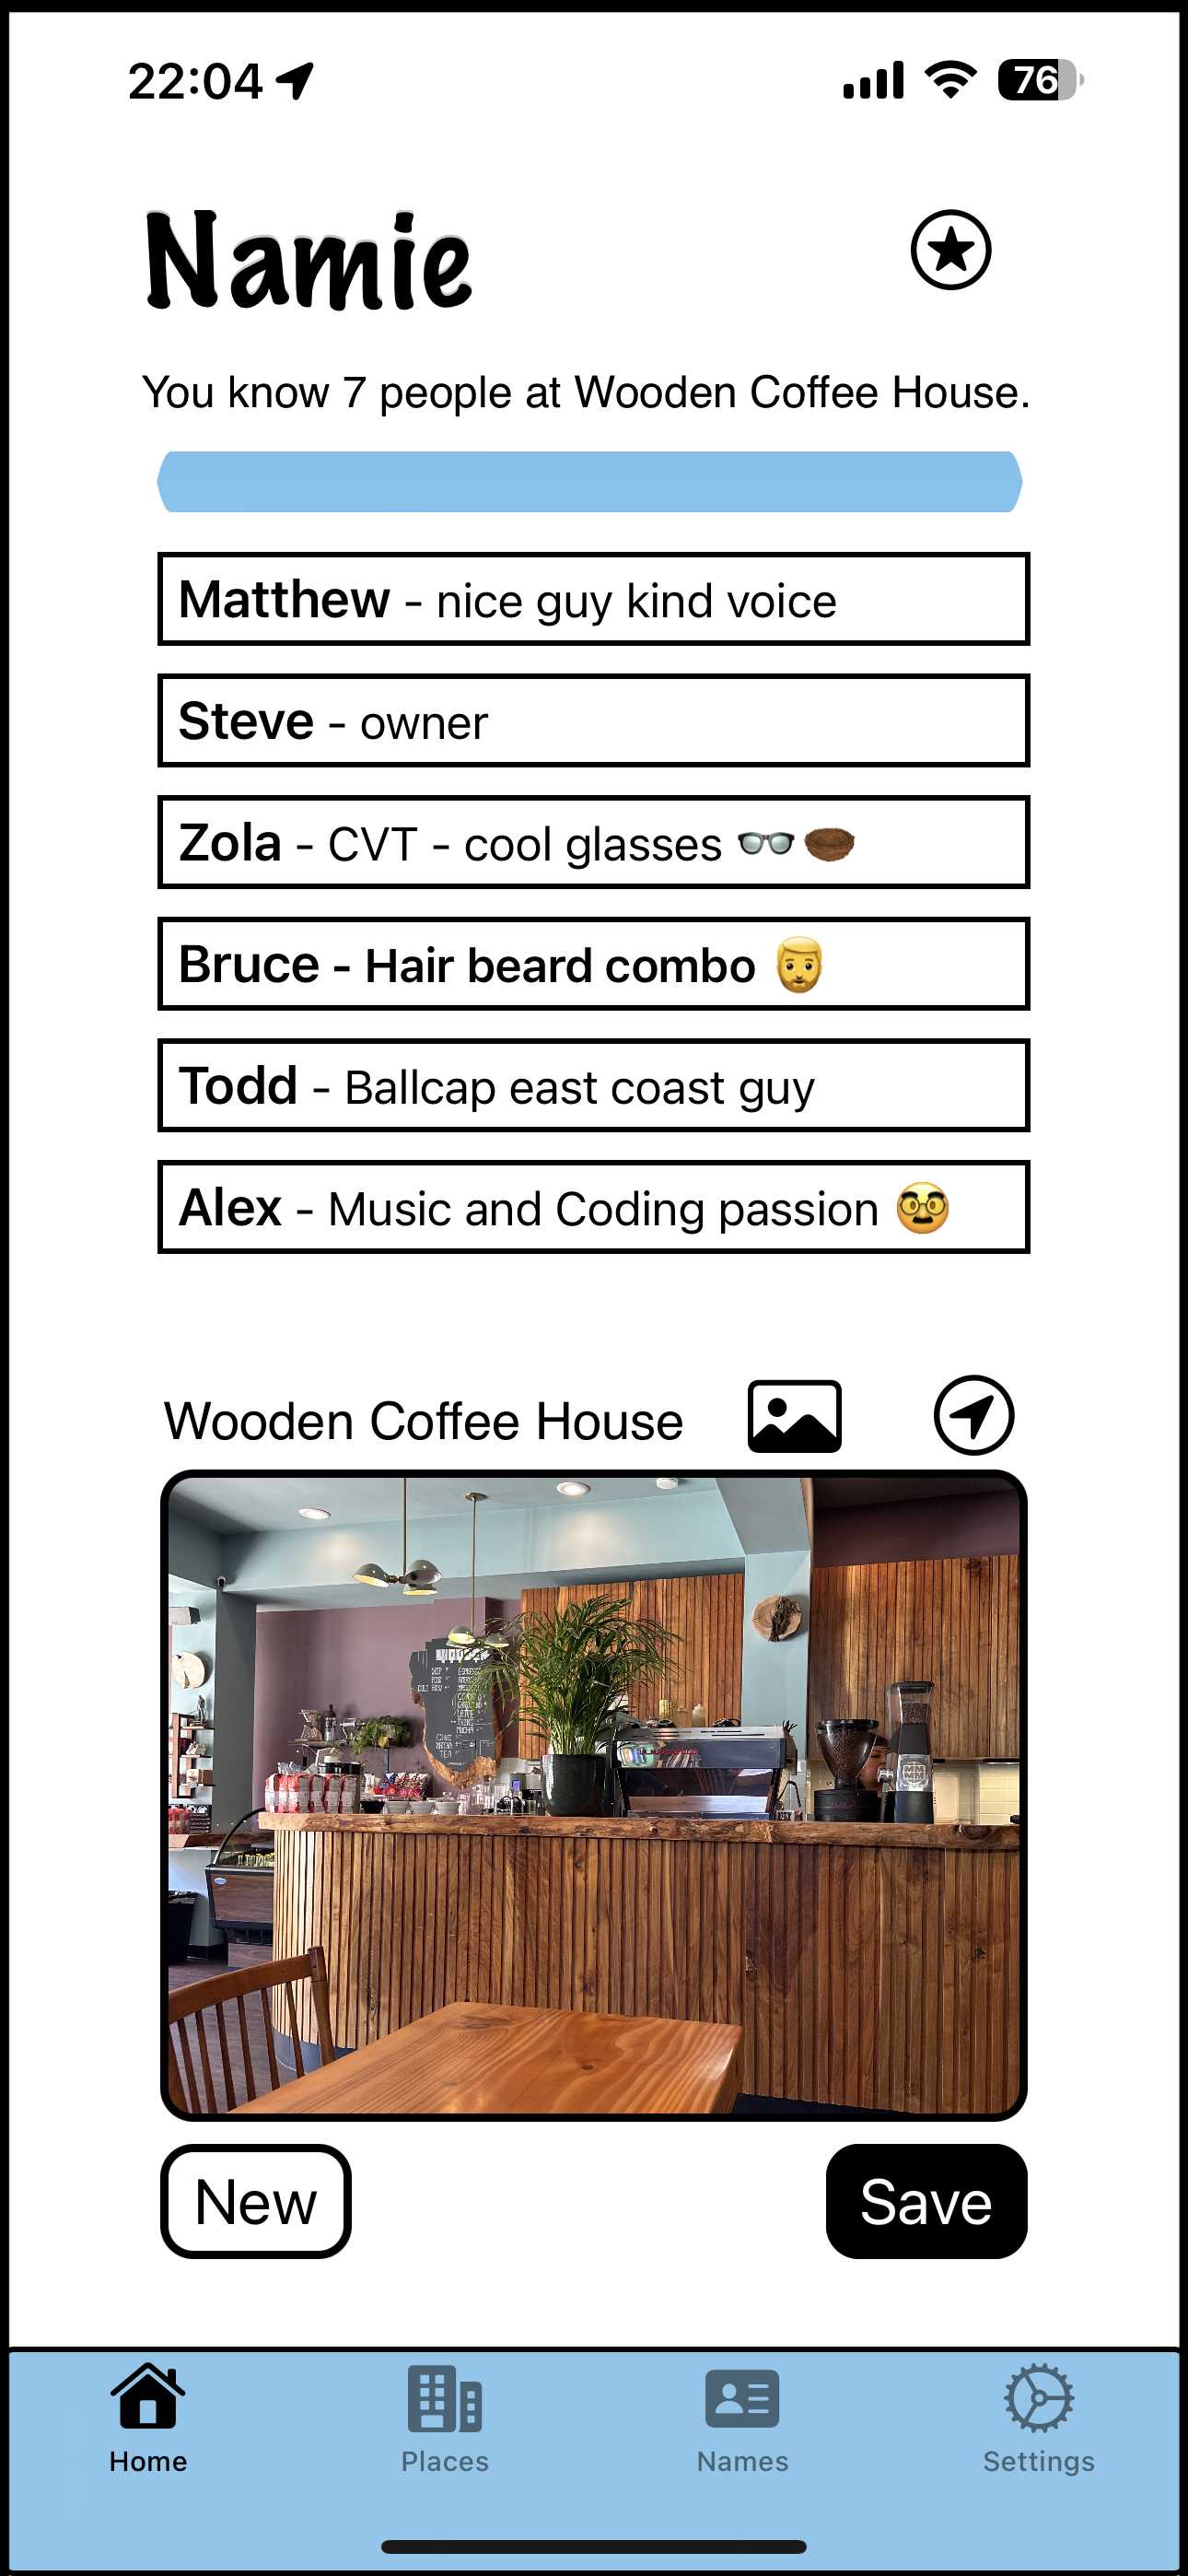 22:04
76
Namie
You know 7 people at Wooden Coffee House.
Matthew - nice guy kind voice
Steve - owner
Zola - CVT - cool glasses 🕶️ 🪹
Bruce - Hair beard combo 🧔
Todd - Ballcap east coast guy
Alex - Music and Coding passion 🥸
Wooden Coffee House
New
Save
Home
Places
Names
Settings